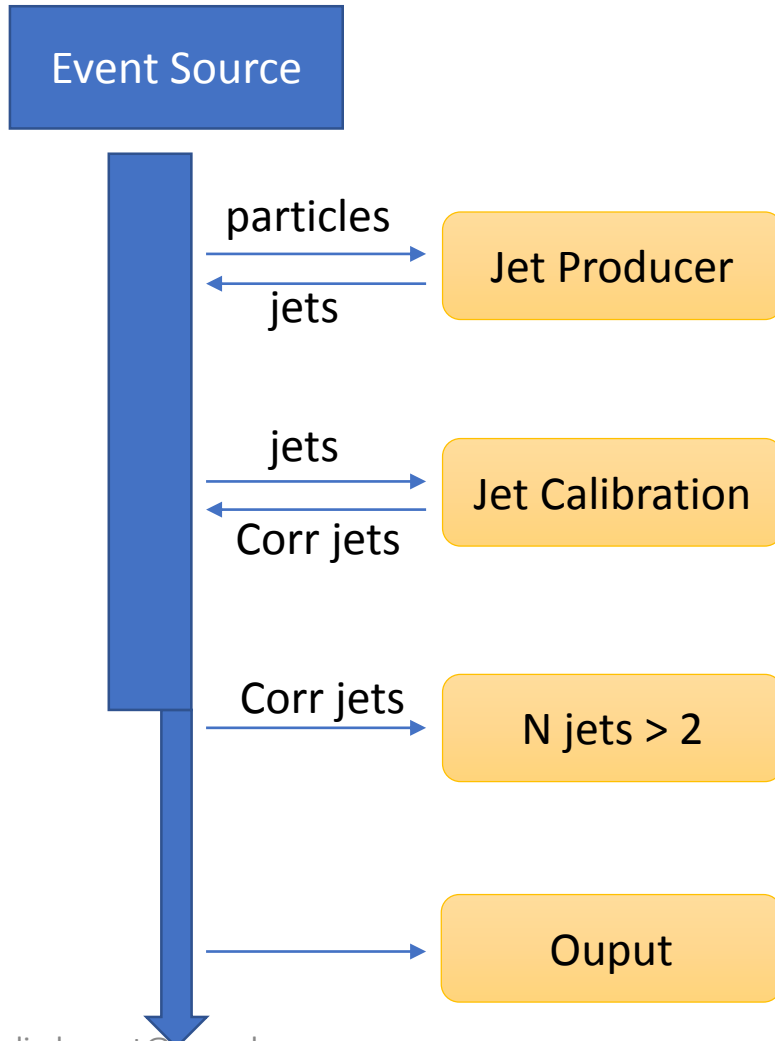 Event Source
particles
Jet Producer
jets
jets
Jet Calibration
Corr jets
Corr jets
N jets > 2
Ouput